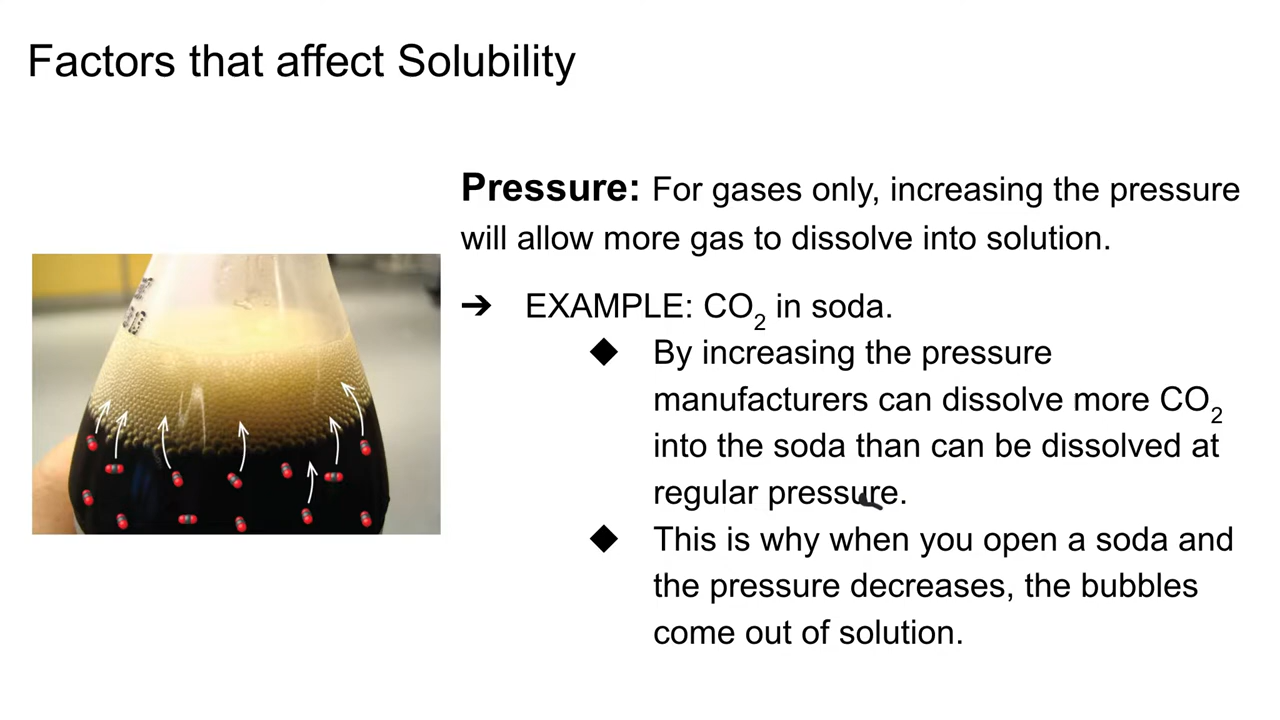 Factors that affect Solubility
Pressure: For gases only, increasing the pressure
will allow more gas to dissolve into solution.
➔ EXAMPLE: CO₂ in soda.
◆ By increasing the pressure
manufacturers can dissolve more CO₂
into the soda than can be dissolved at
regular pressure.
◆ This is why when you open a soda and
the pressure decreases, the bubbles
come out of solution.